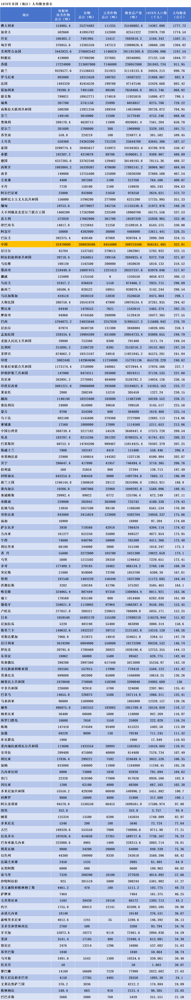 1978年各国（地区）人均粮食排名
地区 块根和块茎作物总计（吨） 谷物总计（吨） 豆类作物总计（吨） 粮食总产量（吨） 1978年人口数（千人） 人均粮食（公斤）
澳大利亚 154985.4 25274482 111335 25540802.4 14367.098 1777.73
加拿大 502660 41895782 152880 42551322 23978.738 1774.54
丹麦 186403.2 7491995 15412 7693810.2 5104.343 1507.31
匈牙利 376955.6 13385358 147313 13909626.6 10660.188 1304.82
美利坚合众国 3442823.6 276602542 1146024 281191389.6 225396.096 1247.54
阿根廷 419000 27700200 227605 28346805 27132.158 1044.77
苏联 17224800 213687000 7146000 238057800 261043.734 911.95
波兰 9329577.6 21536633 251923 31118133.6 34934.213 890.76
罗马尼亚 893080 18313459 100783 19307322 21868.067 882.9
法国 1493320 45454526 199700 47147546 53429.668 882.42
保加利亚 78298.8 7491580 88590 7658468.8 8813.746 868.92
捷克斯 799021 10952771 174018 11925810 15086.477 790.5
瑞典 267708 5741150 25999 6034857 8275.788 729.22
南斯拉夫联邦共和国 500200 13921256 189344 14610800 20726.072 704.95
芬兰 149140 3016000 12500 3177640 4752.246 668.66
奥地利 280178.4 4628713 11800 4920691.4 7561.204 650.78
爱尔兰 201600 1768000 300 1969900 3329.183 591.71
苏里南 558.8 224219 100 224877.8 381.502 589.45
土耳其 550360 24363200 731220 25644780 43645.306 587.57
泰国 3299774.4 20485617 318972 24104363.4 43788.976 550.47
希腊 182307.2 4319678 88706 4590691.2 9389.967 488.89
德国 4257385.6 33762346 129462 38149193.6 78115.36 488.37
西班牙 1083084.2 16339367 470690 17893141.2 36904.967 484.84
南非 149000 12755400 125800 13030200 27869.508 467.54
圭亚那 4400 307268 1100 312768 764.586 409.07
不丹 7720 150100 2100 159920 405.243 394.63
阿尔巴尼亚 23800 932800 21650 978250 2624.621 372.72
朝鲜民主主义人民共和国 156000 5798200 277000 6231200 17735.995 351.33
缅甸 19753.6 10770027 345756 11135536.6 31972.976 348.28
大不列颠及北爱尔兰联合王国 1466200 17262000 232500 18960700 56175.556 337.53
意大利 572820 17662800 361700 18597320 55938.965 332.46
津巴布韦 14817.8 2123843 21250 2159910.8 6543.575 330.08
阿富汗 50000 4382000 36000 4468000 13611.441 328.25
巴拉圭 392375.4 459540 87869 939784.4 2899.269 324.15
中国 32478000 269820586 6455000 308753586 956161.485 322.91
尼日尔 45784 1537562 279615 1862961 5782.932 322.15
阿拉伯叙利亚共和国 39718.4 2456051 199156 2694925.4 8372.759 321.87
马拉维 108120 1542500 200000 1850620 5810.132 318.52
墨西哥 218449.6 18897475 1221413 20337337.6 63979.046 317.87
挪威 125000 1125550 0 1250550 4058.673 308.12
乌拉圭 32457.2 836859 5150 874466.2 2925.715 298.89
新西兰 50506.6 828522 59051 938079.6 3142.244 298.54
马达加斯加 434518 2038310 53830 2526658 8475.864 298.1
大韩民国 386758.4 10541876 47900 10976534.4 37281.935 294.42
赞比亚 64440 1470553 7621 1542614 5465.374 282.25
摩洛哥 94968 4744560 288890 5128418 18477.385 277.55
巴西 5704072.2 24033646 2257839 31995557.2 115600.942 276.78
尼泊尔 67974 3648730 131300 3848004 14839.695 259.3
孟加拉国 339334.4 19984399 631000 20954733.4 83889.655 249.79
老挝人民民主共和国 29800 753380 8300 791480 3171.74 249.54
比利时 315095.2 2186720 8395 2510210.2 10152.863 247.24
菲律宾 674662.2 10313167 34016 11021845.2 45575.281 241.84
印度 3082440 142964696 11734000 157781136 655728.229 240.62
坦桑尼亚联合共和国 1173174.4 2750909 348861 4272944.4 17976.566 237.7
伊朗伊斯兰共和国 147000 8474311 203000 8824311 37126.535 237.68
肯尼亚 263891.2 2778901 484000 3526792.2 14934.126 236.16
印度尼西亚 3091221.8 29800800 292600 33184621.8 141953.163 233.77
莱索托 2000 288249 15210 305459 1327.24 230.15
越南 1140140 10223400 103800 11467340 50249.552 228.21
塞拉利昂 24000 654900 30650 709550 3145.517 225.58
蒙古 9700 354300 600 364600 1619.468 225.14
乌干达 802100 1545600 379300 2727000 12692.113 214.86
柬埔寨 17560 1080000 17000 1114560 5211.653 213.86
中国台湾省 368739.4 3217182 54526 3640447.4 17373.728 209.54
埃及 183787.4 8215246 301292 8700325.4 41761.431 208.33
巴基斯坦 60752.4 14764206 989467 15814425.4 76307.379 207.25
斯威士兰 7900 103167 4419 115486 558.446 206.8
布基纳法索 22900 1169854 144382 1337136 6590.984 202.87
贝宁 286647.4 417890 41957 746494.4 3718.305 200.76
伯利兹 560 25854 980 27394 138.713 197.49
科特迪瓦 643254.6 846450 8000 1497704.6 7603.13 196.99
荷兰王国 1246144.8 1360650 29112 2635906.8 13953.921 188.9
塞内加尔 19266.8 1007066 22960 1049292.8 5568.096 188.45
塞浦路斯 29992.4 89022 6772 125786.4 672.249 187.11
布隆迪 229800 202042 303900 735742 4100.338 179.43
危地马拉 13850 1057590 89140 1160580 6561.534 176.88
哥伦比亚 843080 3415824 123800 4382704 24950.337 175.66
汤加 16980 16980 97.204 174.68
萨尔瓦多 3938 719568 42918 766424 4394.114 174.42
几内亚 161277 652250 35000 848527 4877.854 173.95
乍得 74600 640700 50000 765300 4411.366 173.48
利比里亚 68100 244000 3000 315100 1818.247 173.3
苏 丹 55600 3272000 103700 3431300 19822.659 173.1
马里 5600 1212502 28350 1246452 7229.651 172.41
多哥 177489.2 270183 18462 466134.2 2768.148 168.39
突尼斯 21000 959000 73700 1053700 6309.39 167.01
智利 197548 1483220 156440 1837208 11172.695 164.44
洪都拉斯 3282 530184 41796 575262 3505.463 164.1
喀麦隆 324065.4 887449 97350 1308864.4 8011.921 163.36
瑞士 178560 835100 800 1014460 6282.038 161.49
葡萄牙 258621.8 1119802 87964 1466387.8 9556.395 153.45
卢旺达 277657.8 268321 220631 766609.8 5035.171 152.25
日本 1059540 16483170 155500 17698210 116576.944 151.82
尼加拉瓜 5220 403198 55480 463898 3080.314 150.6
斯里兰卡 149632.6 1932237 39713 2121582.6 14310.128 148.26
哥斯达黎加 7968.8 312673 14010 334651.8 2264.51 147.78
尼日利亚 3619200 6004000 550000 10173200 69326.532 146.74
伊拉克 20795.6 1780469 36922 1838186.6 12753.355 144.13
东帝汶 18062 66000 5500 89562 628.775 142.44
埃塞俄比 398200 3997360 617440 5013000 35256.97 142.18
多民族玻利维亚国 202505 557915 17990 778410 5504.123 141.42
莫桑比克 699800 682000 65000 1446800 10618.25 136.26
刚果民主共和国 2470040 770800 158200 3399040 24992.689 136
中非共和国 226080 92918 5700 324698 2397.961 135.41
巴拿马 14655.8 226873 5586 247114.8 1866.311 132.41
马来西亚 96000 1509900 1605900 12328.157 130.26
秘鲁 486075.8 1362552 103082 1951709.8 16516.059 118.17
纳米比亚 36400 68600 5800 110800 947.269 116.97
所罗门群岛 16600 7658 1550 25808 222.029 116.24
海地 147410 374504 93409 615323 5402.58 113.89
加蓬 69228 9890 130 79248 711.245 111.42
库克群岛 1980 1980 17.849 110.93
委内瑞拉玻利瓦尔共和国 113606 1433354 38993 1585953 14416.684 110.01
安哥拉 299400 475000 40000 814400 7576.734 107.49
利比亚 17836.4 299221 7592 324649.4 3052.526 106.35
加纳 633000 540000 11000 1184000 11248.45 105.26
几内亚比绍 8000 73000 1830 82830 791.694 104.62
也门 22326 818300 77000 917626 8926.586 102.8
冈比亚 1200 63100 4000 68300 667.103 102.38
多米尼加共和国 53558.2 429390 66048 548996.2 5451.882 100.7
科摩罗 9800 18000 4000 31800 317.688 100.1
阿尔及利亚 94578.8 1538550 66453 1699581.8 17506.974 97.08
纽埃 352.8 352.8 3.757 93.9
刚果 125334 13500 6200 145034 1748.089 82.97
多米尼克 5346 200 100 5646 72.724 77.64
古巴 189328.6 553558 7000 749886.6 9711.98 77.21
厄瓜多尔 107626.6 454830 27261 589717.6 7736.167 76.23
巴布亚新几内亚 222008.6 4905 1400 228313.6 3003.714 76.01
博茨瓦纳 9800 34200 20000 64000 849.239 75.36
以色列 44380 190900 8330 243610 3560.396 68.42
法属圭亚那 2450 1535 3985 61.403 64.9
瓦努阿图 6000 600 6600 109.963 60.02
索马里 7320 260200 10100 277620 4814.892 57.66
沙特阿拉伯 925 301519 5800 308244 5381.902 57.27
圣文森特和格林纳丁斯 4461.2 470 180 5111.2 102.775 49.73
萨摩亚 7464 7464 161.375 46.25
毛里塔尼亚 1592 39430 19150 60172 1392.713 43.2
约旦 1755.8 69413 12141 83309.8 2083.595 39.98
赤道几内亚 10140 10140 276.531 36.67
新喀里多尼亚 4012.6 1241 35 5288.6 146.392 36.13
圣多美和普林西比 2760 500 3260 93.794 34.76
牙买加 53072.6 10273 9116 72461.6 2094.836 34.59
斐济 3541.4 17105 400 21046.4 612.091 34.38
留尼汪 2476 13214 1296 16986 537.082 31.63
基里巴斯 1840 1840 59.864 30.74
马耳他 3491.6 5543 1300 10334.6 339.061 30.48
托克劳 50 50 1.663 30.07
黎巴嫩 14160 56600 7220 77980 2822.682 27.63
特立尼达和多巴哥 4150 17705 4495 26350 1093.38 24.1
文莱达鲁萨兰国 376.2 3836 4212.2 174.884 24.09
格林纳达 540.4 663 918 2121.4 96.305 22.03
巴巴多斯 2668 2000 760 5428 251.551 21.58